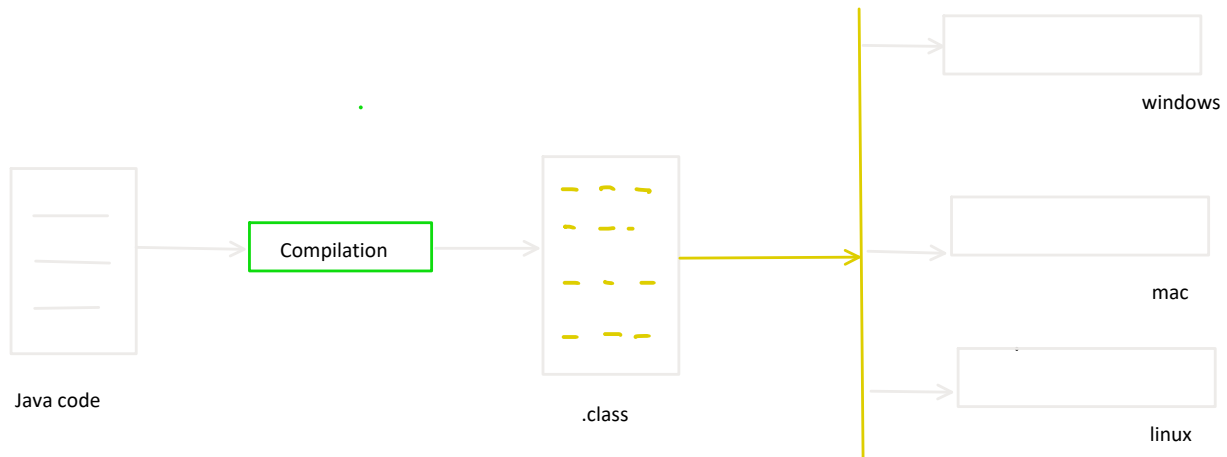 windows
Compilation
mac
Java code
.class
linux